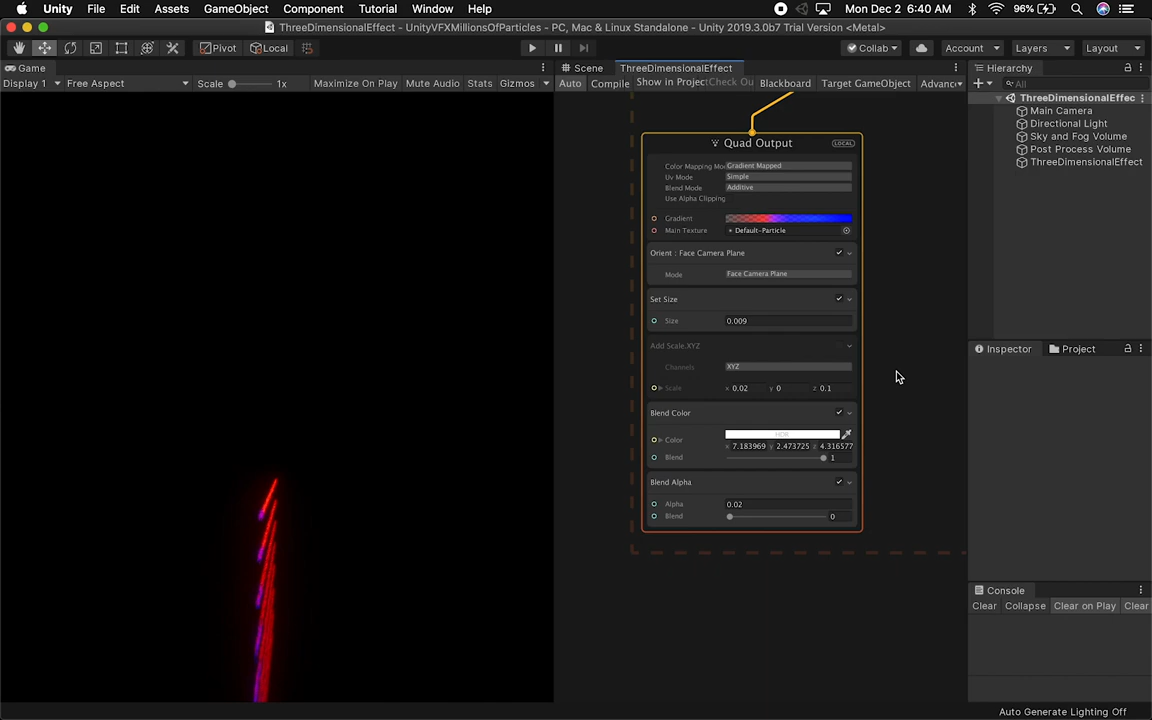 Unity File Edit Assets GameObject Component Tutorial Window Help Mon Dec 2 6:40 AM 96%
ThreeDimensionalEffect - UnityVFXMillionsOfParticles - PC, Mac & Linux Standalone - Unity 2019.3.0b7 Trial Version <Metal>
Pivot Local Collab Account Layers Layout
Game Scene ThreeDimensionalEffect Hierarchy
Display 1 Free Aspect Scale 1x Maximize On Play Mute Audio Stats Gizmos Auto Compile Show in Project (Check Ou Blackboard Target GameObject Advanc All
ThreeDimensionalEffec
Main Camera
Directional Light
Sky and Fog Volume
Post Process Volume
ThreeDimensionalEffect
Quad Output LOCAL
Color Mapping Mo Gradient Mapped
Uv Mode Simple
Blend Mode Additive
Use Alpha Clipping
Gradient
Main Texture Default-Particle
Orient : Face Camera Plane
Mode Face Camera Plane
Set Size
Size 0.009
Add Scale.XYZ
Channels XYZ
Scale x 0.02 y 0 z 0.1
Blend Color
HDR
Color x 7.183969 y 2.473725 z 4.316577
Blend 1
Blend Alpha
Alpha 0.02
Blend 0
Inspector Project
Console
Clear Collapse Clear on Play Clear
Auto Generate Lighting Off